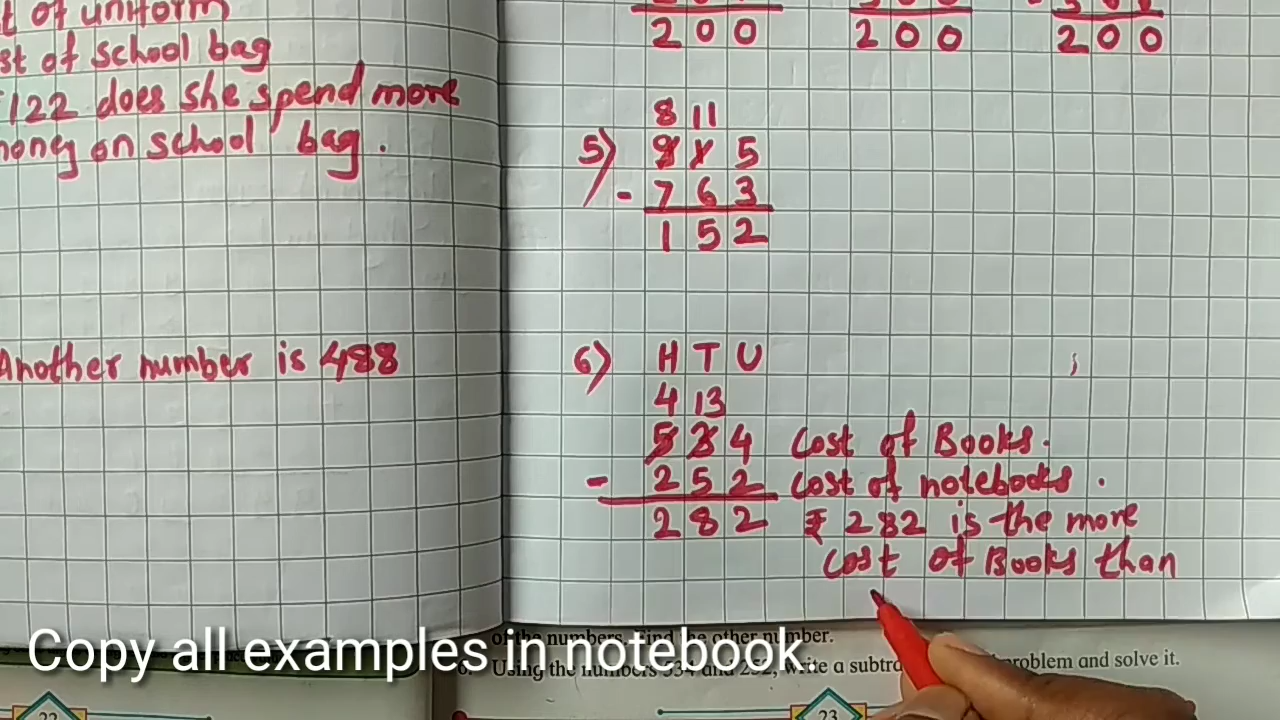 t of uniform
st of school bag
₹122 does she spend more
money on school bag.
Another number is 488
200 200 200
8 11
5) 9 1 5
- 7 6 3
1 5 2
6) H T U
4 13
5 3 4 Cost of Books.
- 2 5 2 Cost of notebooks.
2 8 2 ₹ 282 is the more
Cost of Books than
of the numbers. Find the other number.
6. Using the numbers 534 and 252, write a subtra problem and solve it.
Copy all examples in notebook.
22 23